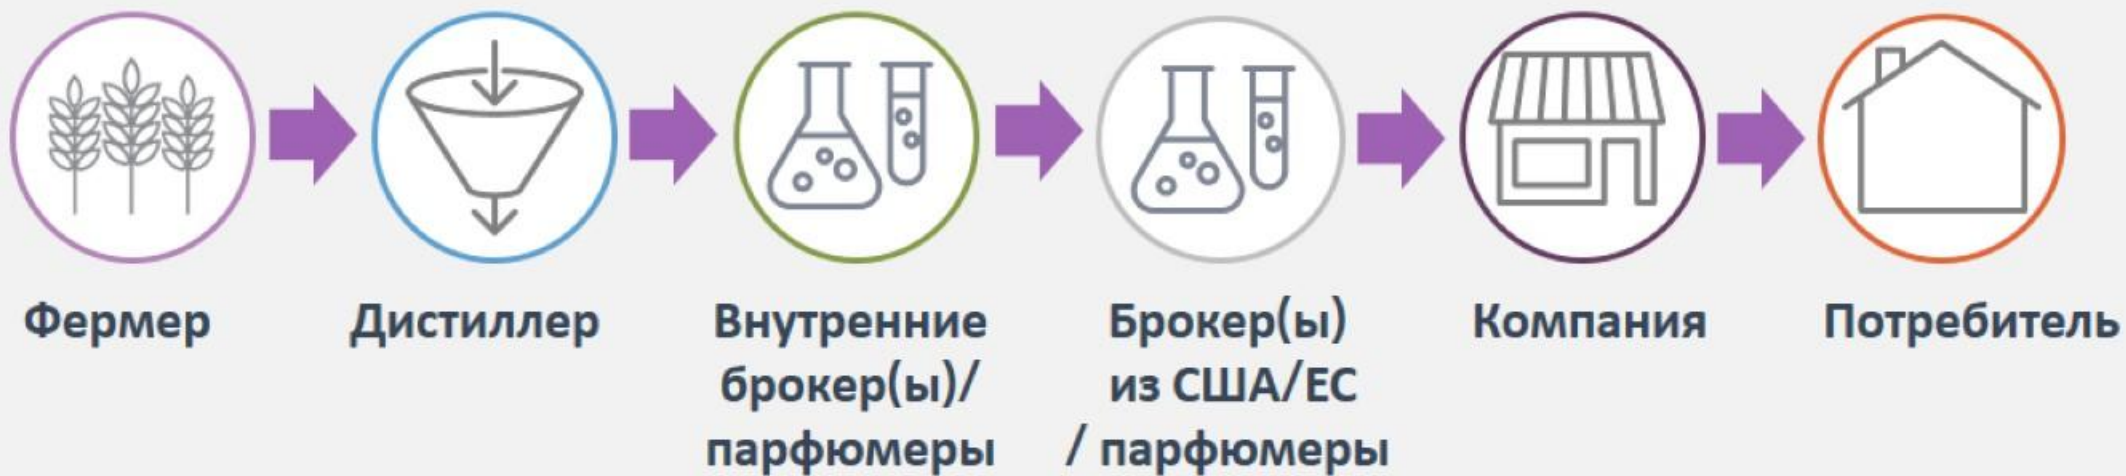 Фермер
Дистиллер
Внутренние
брокер(ы)/
парфюмеры
Брокер(ы)
из США/ЕС
/ парфюмеры
Компания
Потребитель